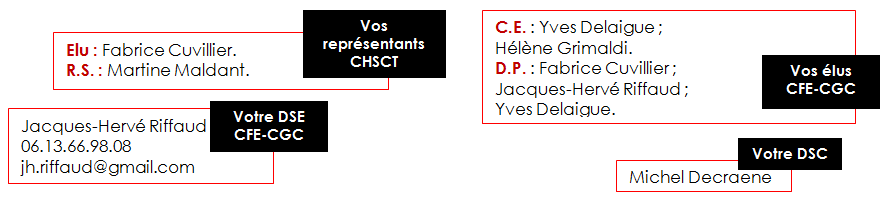 Vos
représentants
CHSCT
Elu : Fabrice Cuvillier.
R.S. : Martine Maldant.
Votre DSE
CFE-CGC
Jacques-Hervé Riffaud
06.13.66.98.08
jh.riffaud@gmail.com
C.E. : Yves Delaigue ;
Hélène Grimaldi.
D.P. : Fabrice Cuvillier ;
Jacques-Hervé Riffaud ;
Yves Delaigue.
Vos élus
CFE-CGC
Votre DSC
Michel Decraene